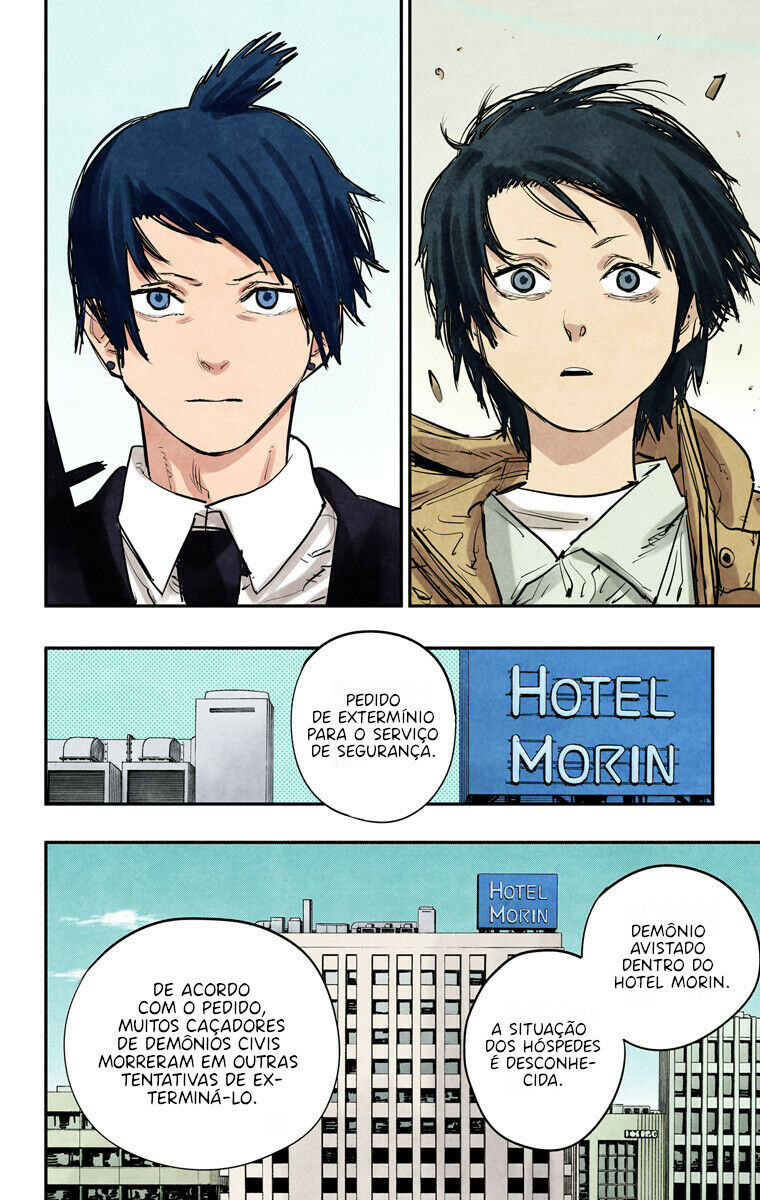 PEDIDO
DE EXTERMÍNIO
PARA O SERVIÇO
DE SEGURANÇA.
HOTEL
MORIN
HOTEL
MORIN
DEMÔNIO
AVISTADO
DENTRO DO
HOTEL MORIN.
A SITUAÇÃO
DOS HÓSPEDES
É DESCONHE-
CIDA.
DE ACORDO
COM O PEDIDO,
MUITOS CAÇADORES
DE DEMÔNIOS CIVIS
MORRERAM EM OUTRAS
TENTATIVAS DE EX-
TERMINÁ-LO.